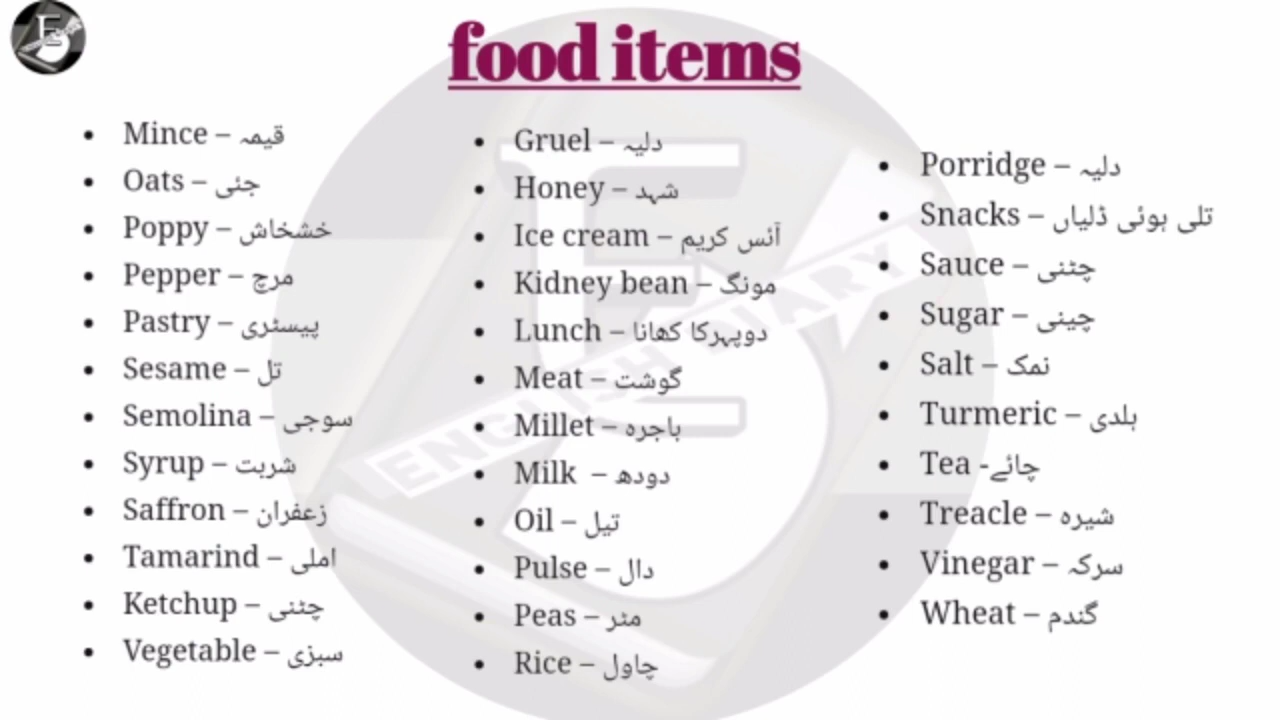 food items
Mince – قیمہ
Oats – جئی
Poppy – خشخاش
Pepper – مرچ
Pastry – پیسٹری
Sesame – تل
Semolina – سوجی
Syrup – شربت
Saffron – زعفران
Tamarind – املی
Ketchup – چٹنی
Vegetable – سبزی
Gruel – دلیہ
Honey – شہد
Ice cream – آئس کریم
Kidney bean – مونگ
Lunch – دوپہرکا کھانا
Meat – گوشت
Millet – باجرہ
Milk – دودھ
Oil – تیل
Pulse – دال
Peas – مٹر
Rice – چاول
Porridge – دلیہ
Snacks – تلی ہوئی ڈلیاں
Sauce – چٹنی
Sugar – چینی
Salt – نمک
Turmeric – ہلدی
Tea -چائے
Treacle – شیرہ
Vinegar – سرکہ
Wheat – گندم
ENGLISH DIARY